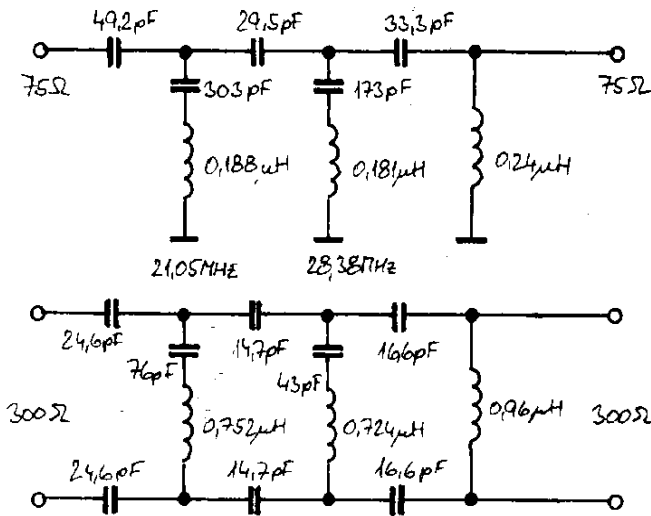 49,2pF 29,5pF 33,3pF
75Ω 303pF 173pF 75Ω
0,188µH 0,181µH 0,24µH
21,05MHz 28,38MHz
24,6pF 14,7pF 16,6pF
76pF 43pF
300Ω 0,752µH 0,724µH 0,96µH 300Ω
24,6pF 14,7pF 16,6pF